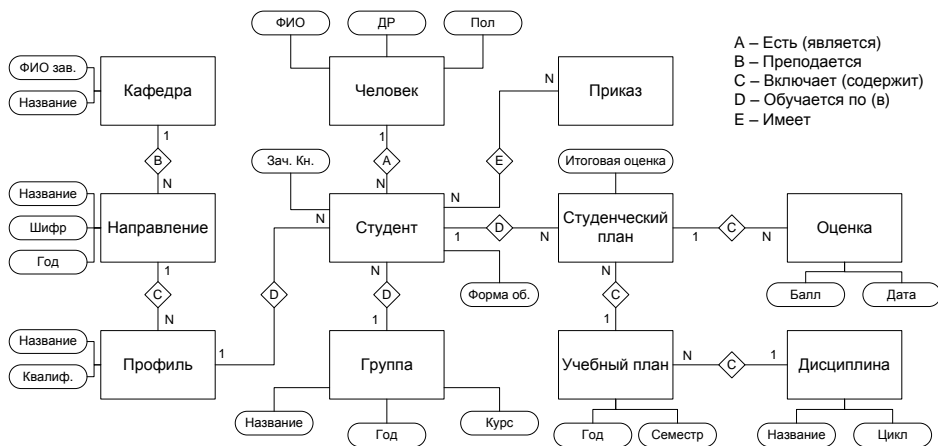 ФИО
ДР
Пол
A – Есть (является)
B – Преподается
C – Включает (содержит)
D – Обучается по (в)
E – Имеет
ФИО зав.
Название
Кафедра
Человек
Приказ
N
1
1
B
A
E
Зач. Кн.
Итоговая оценка
N
N
N
Название
Шифр
Год
Направление
N
Студент
1
D
N
Студенческий план
1
C
N
Оценка
1
N
N
C
D
D
Форма об.
C
Балл
Дата
N
1
1
Название
Квалиф.
Профиль
1
Группа
Учебный план
N
C
1
Дисциплина
Название
Год
Курс
Год
Семестр
Название
Цикл